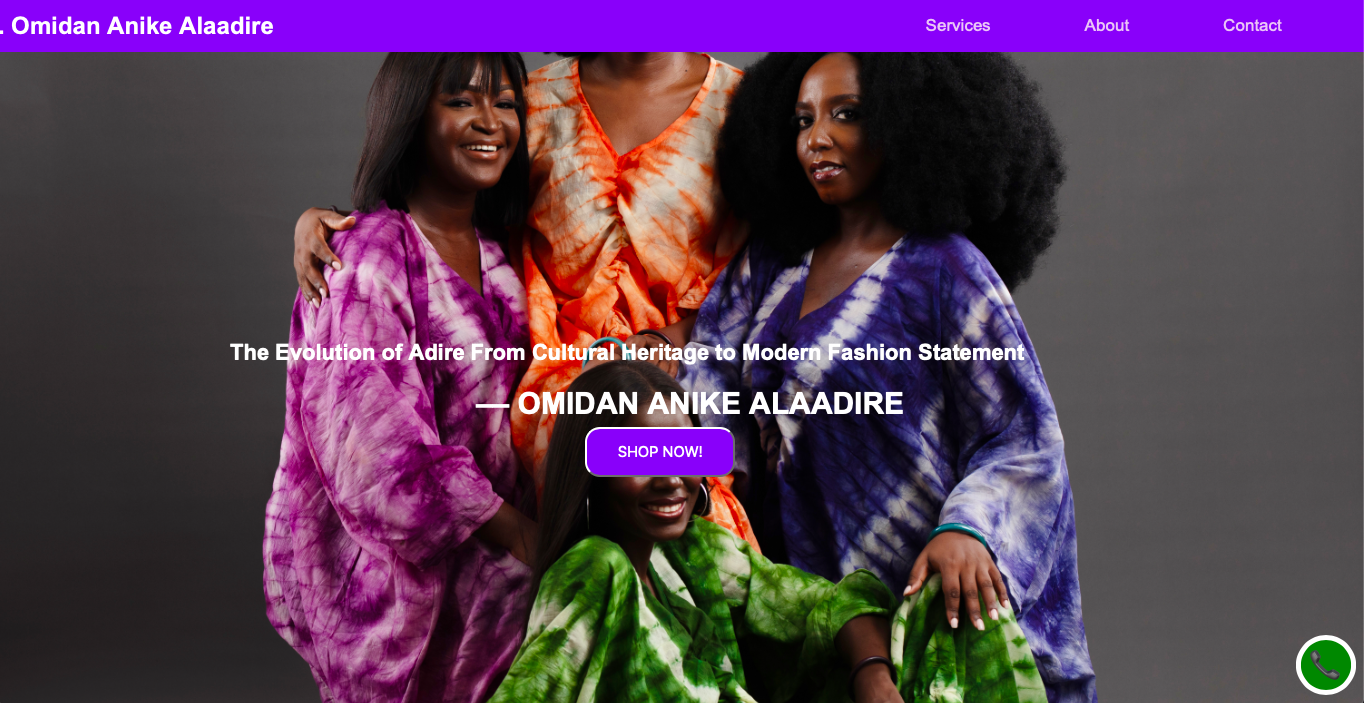 . Omidan Anike Alaadire
Services
About
Contact
The Evolution of Adire From Cultural Heritage to Modern Fashion Statement
— OMIDAN ANIKE ALAADIRE
SHOP NOW!